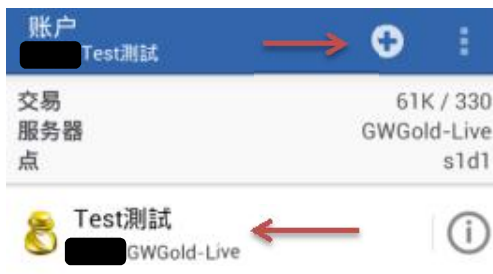 账户
Test測試
交易 61K / 330
服务器 GWGold-Live
点 s1d1
Test測試
GWGold-Live